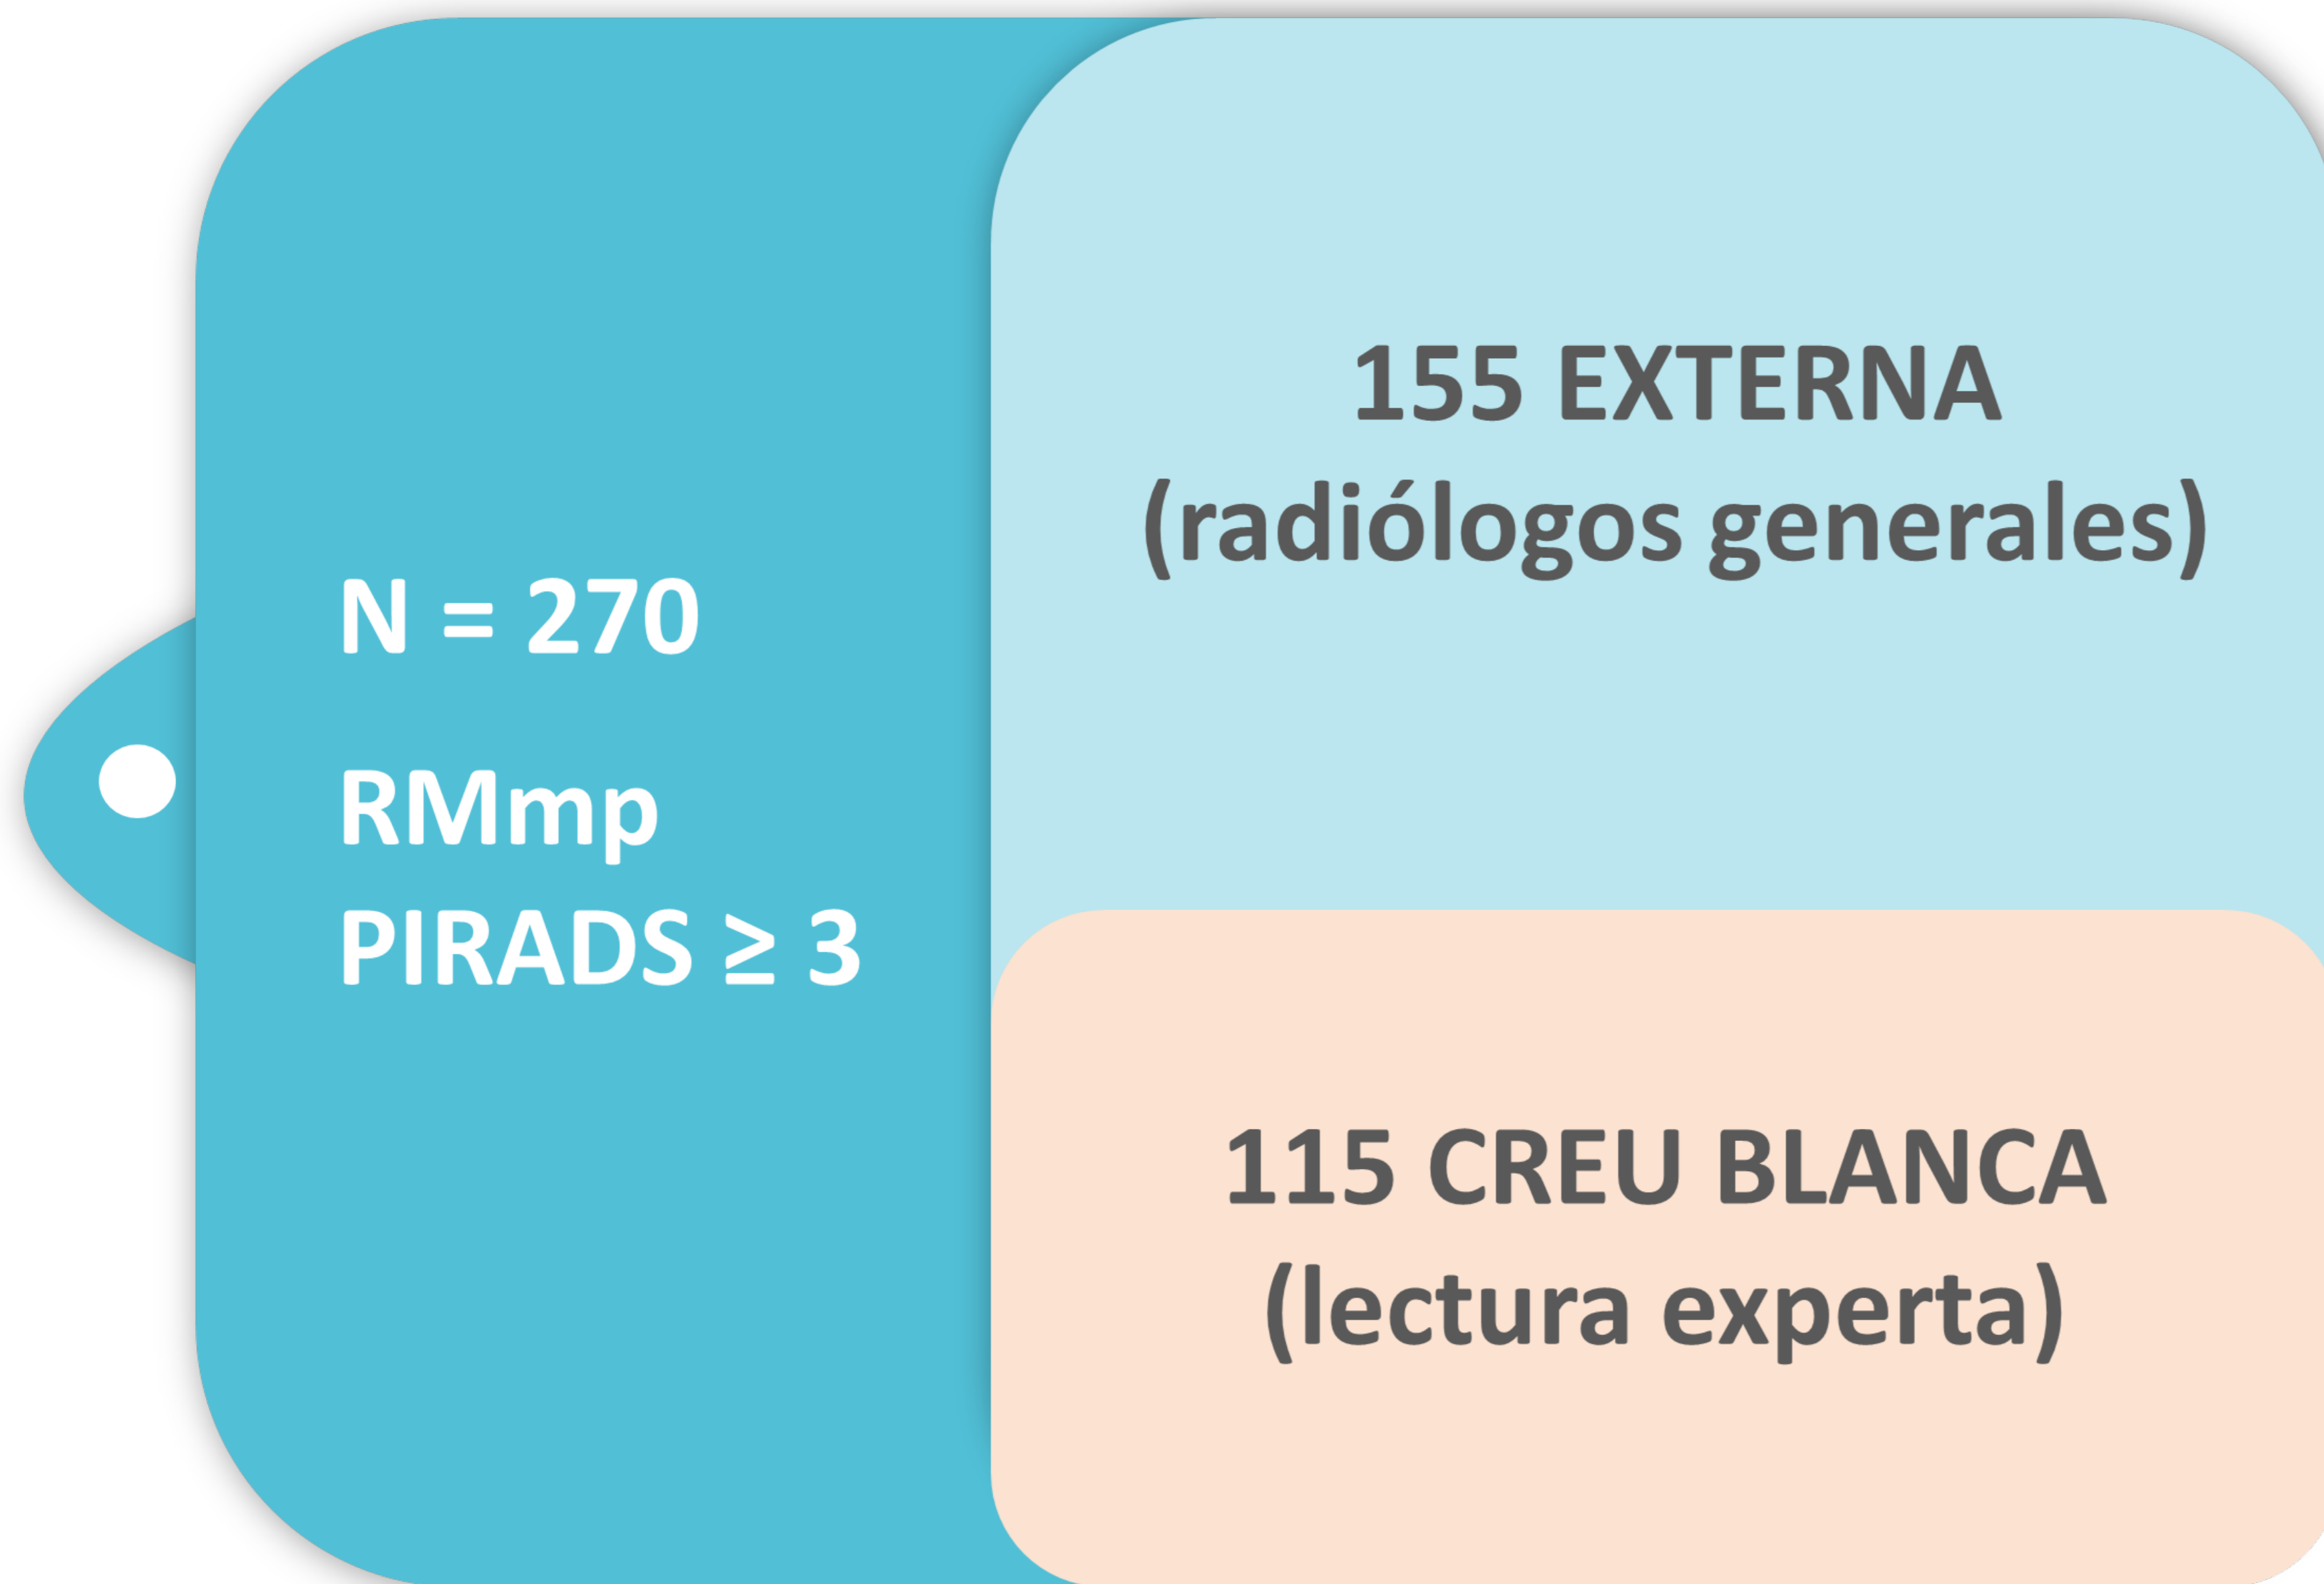 N = 270
RMmp
PIRADS ≥ 3
155 EXTERNA
(radiólogos generales)
115 CREU BLANCA
(lectura experta)